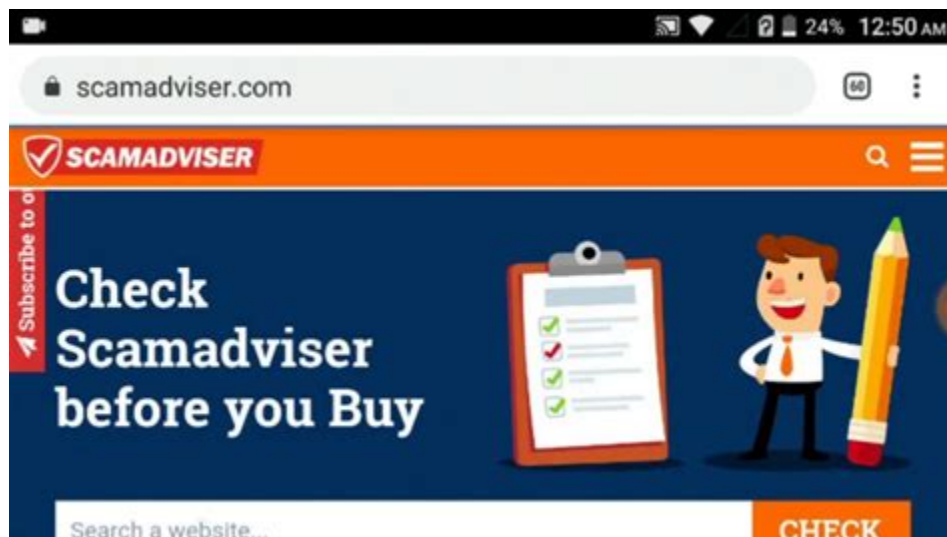 24% 12:50 AM
scamadviser.com
60
SCAMADVISER
Subscribe to o
Check
Scamadviser
before you Buy
Search a website...
CHECK